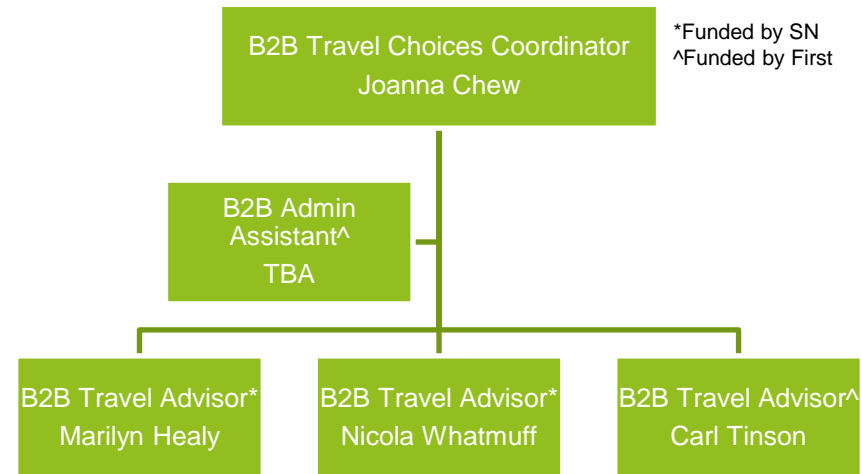 B2B Travel Choices Coordinator
Joanna Chew
*Funded by SN
^Funded by First
B2B Admin
Assistant^
TBA
B2B Travel Advisor*
Marilyn Healy
B2B Travel Advisor*
Nicola Whatmuff
B2B Travel Advisor^
Carl Tinson